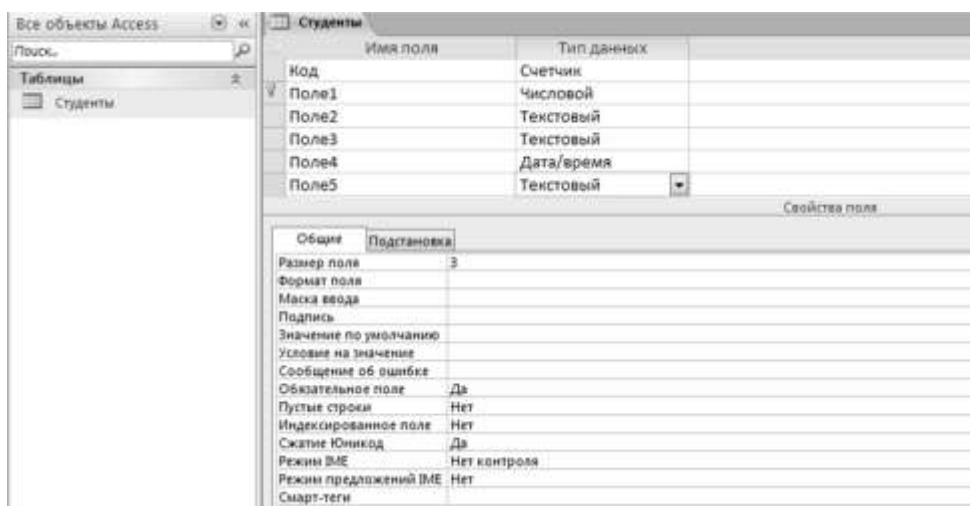 Все объекты Access
Поиск...
Таблицы
Студенты
Студенты
Имя поля Тип данных
Код Счетчик
Поле1 Числовой
Поле2 Текстовый
Поле3 Текстовый
Поле4 Дата/время
Поле5 Текстовый
Свойства поля
Общие Подстановка
Размер поля 3
Формат поля
Маска ввода
Подпись
Значение по умолчанию
Условие на значение
Сообщение об ошибке
Обязательное поле Да
Пустые строки Нет
Индексированное поле Нет
Сжатие Юникод Да
Режим IME Нет контроля
Режим предложений IME Нет
Смарт-теги